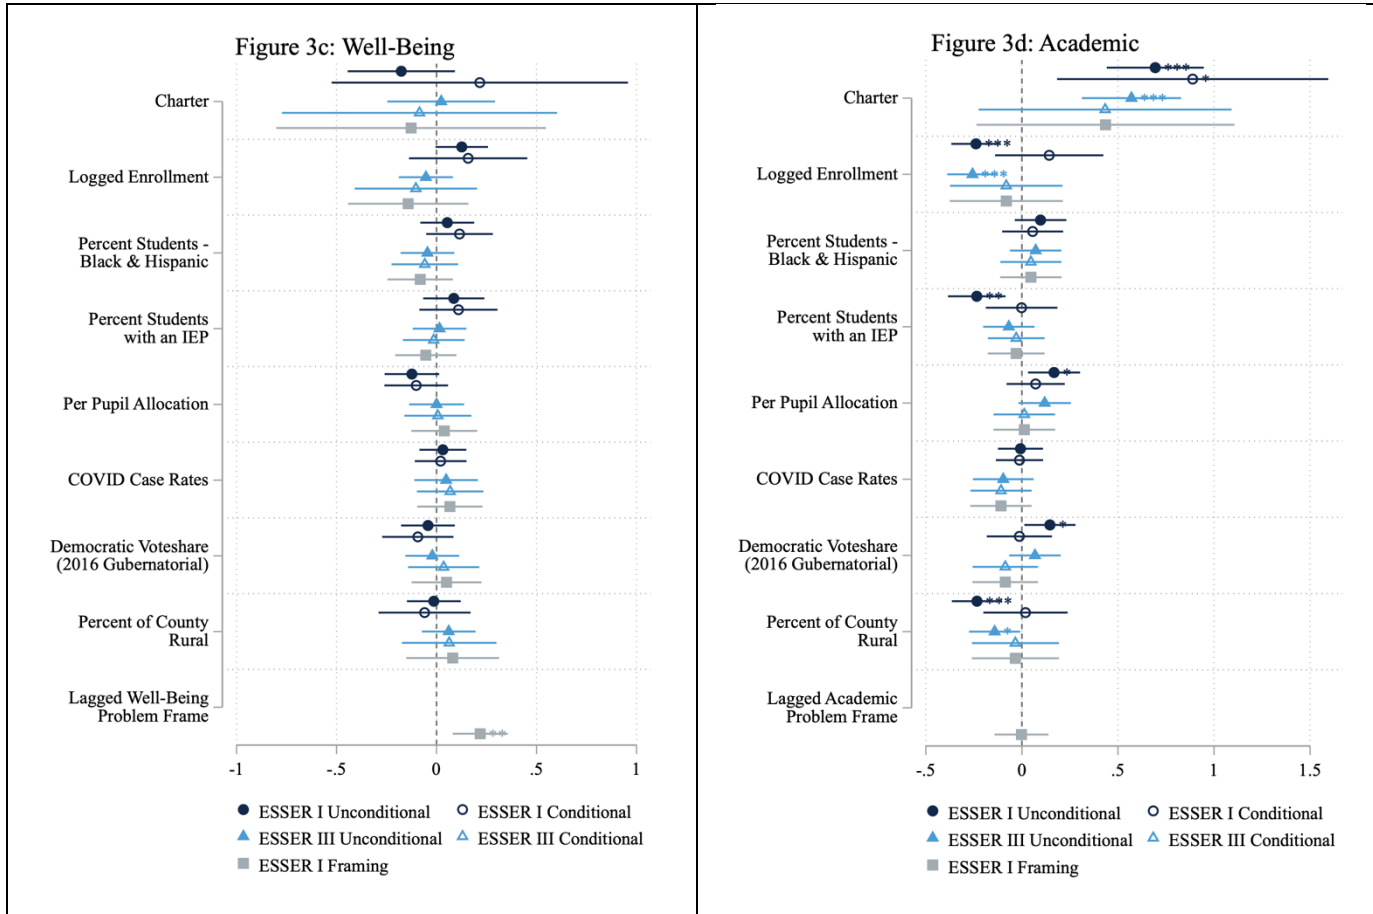 Figure 3c: Well-Being
Charter
Logged Enrollment
Percent Students -
Black & Hispanic
Percent Students
with an IEP
Per Pupil Allocation
COVID Case Rates
Democratic Voteshare
(2016 Gubernatorial)
Percent of County
Rural
Lagged Well-Being
Problem Frame
**
-1 -.5 0 .5 1
ESSER I Unconditional ESSER I Conditional
ESSER III Unconditional ESSER III Conditional
ESSER I Framing
Figure 3d: Academic
***
*
Charter
***
***
Logged Enrollment
***
Percent Students -
Black & Hispanic
**
Percent Students
with an IEP
*
Per Pupil Allocation
COVID Case Rates
*
Democratic Voteshare
(2016 Gubernatorial)
***
Percent of County
Rural
*
Lagged Academic
Problem Frame
-.5 0 .5 1 1.5
ESSER I Unconditional ESSER I Conditional
ESSER III Unconditional ESSER III Conditional
ESSER I Framing